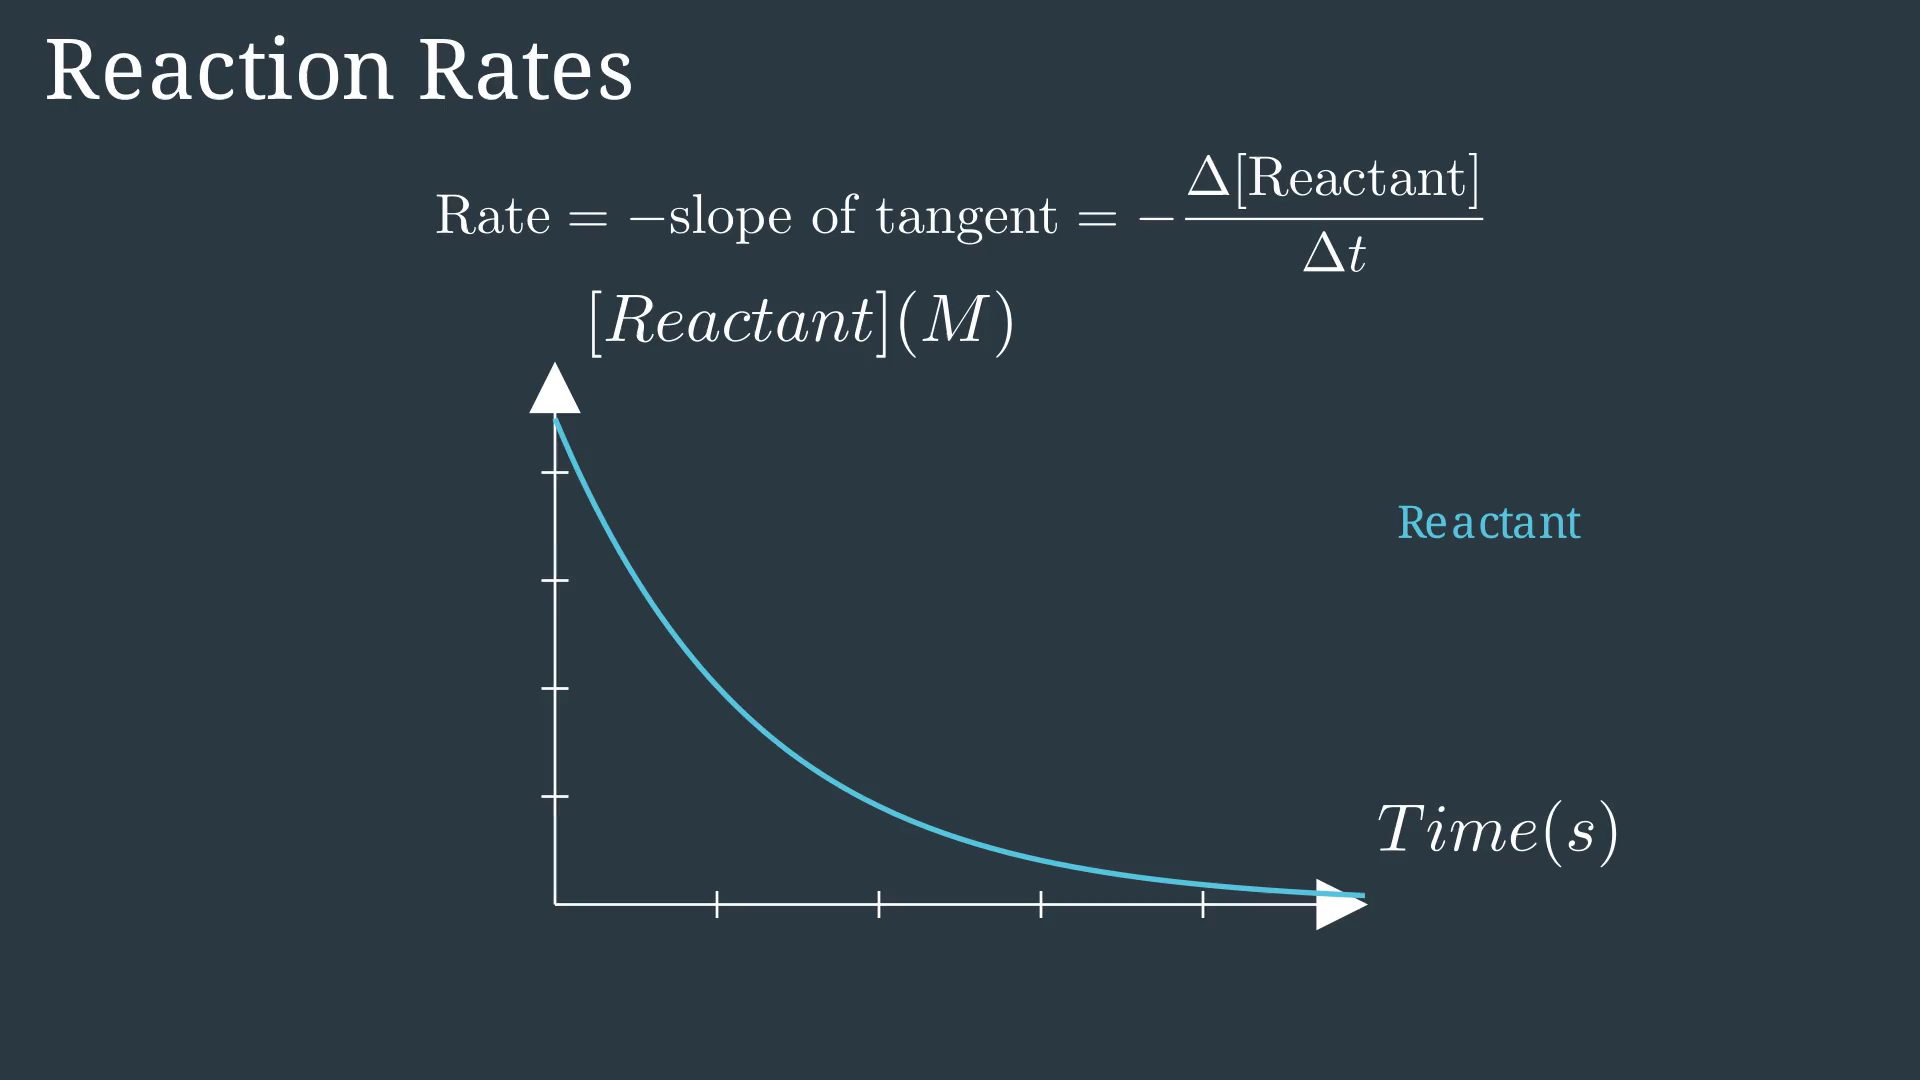 Reaction Rates
Rate = −slope of tangent = −Δ[Reactant]/Δt
[Reactant](M)
Reactant
Time(s)